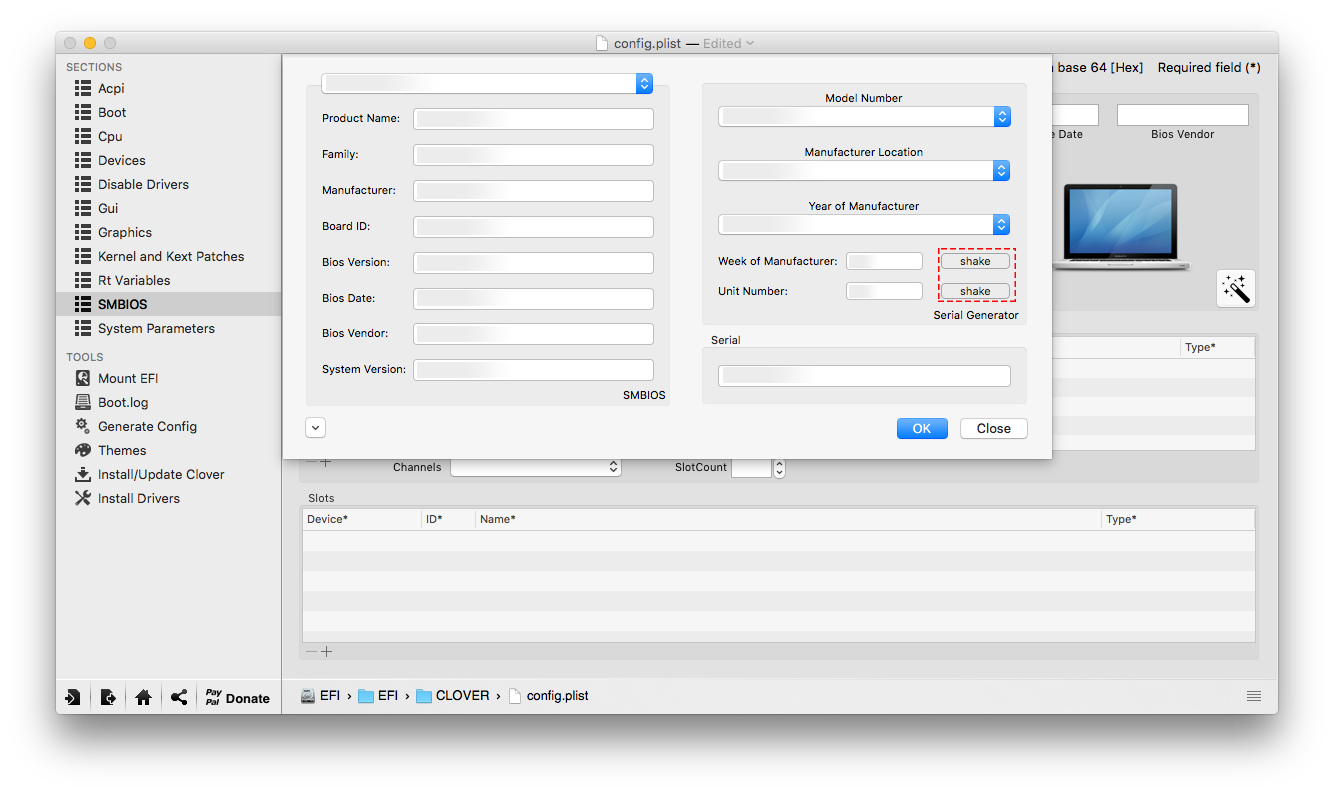 config.plist — Edited
SECTIONS
Acpi
Boot
Cpu
Devices
Disable Drivers
Gui
Graphics
Kernel and Kext Patches
Rt Variables
SMBIOS
System Parameters
TOOLS
Mount EFI
Boot.log
Generate Config
Themes
Install/Update Clover
Install Drivers
Pay Pal Donate
Product Name:
Family:
Manufacturer:
Board ID:
Bios Version:
Bios Date:
Bios Vendor:
System Version:
SMBIOS
Model Number
Manufacturer Location
Year of Manufacturer
Week of Manufacturer: shake
Unit Number: shake
Serial Generator
Serial
OK Close
base 64 [Hex] Required field (*)
Date Bios Vendor
Type*
Channels SlotCount
Slots
Device* ID* Name* Type*
EFI › EFI › CLOVER › config.plist